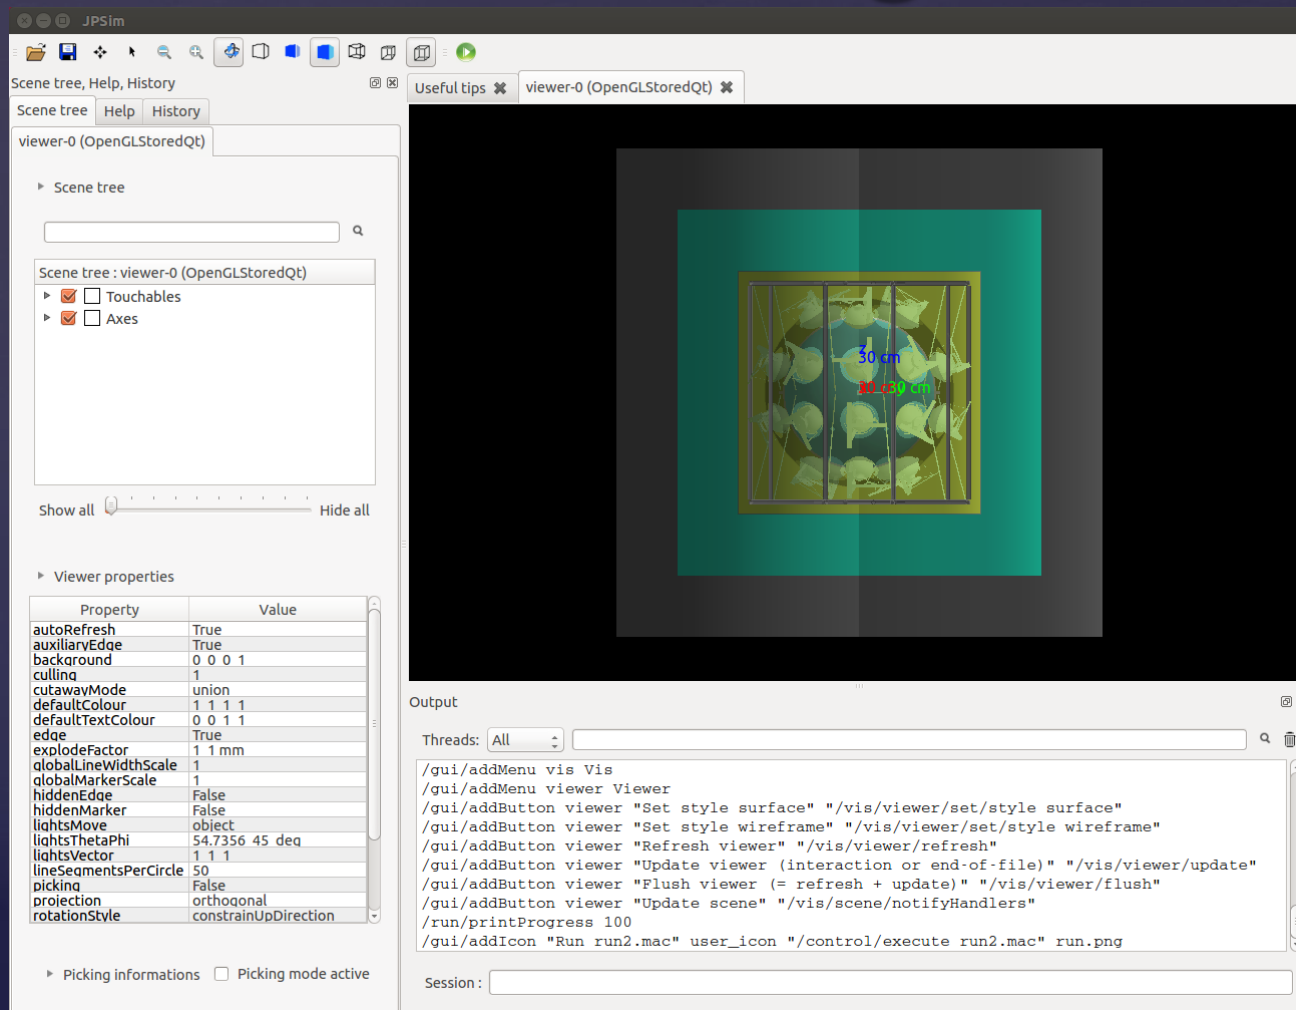 JPSim
Scene tree, Help, History
Scene tree Help History
viewer-0 (OpenGLStoredQt)
Scene tree
Scene tree : viewer-0 (OpenGLStoredQt)
Touchables
Axes
Show all Hide all
Viewer properties
Property Value
autoRefresh True
auxiliaryEdge True
background 0 0 0 1
culling 1
cutawayMode union
defaultColour 1 1 1 1
defaultTextColour 0 0 1 1
edge True
explodeFactor 1 1 mm
globalLineWidthScale 1
globalMarkerScale 1
hiddenEdge False
hiddenMarker False
lightsMove object
lightsThetaPhi 54.7356 45 deg
lightsVector 1 1 1
lineSegmentsPerCircle 50
picking False
projection orthogonal
rotationStyle constrainUpDirection
Picking informations Picking mode active
Useful tips viewer-0 (OpenGLStoredQt)
z
30 cm
30 cm
Output
Threads: All
/gui/addMenu vis Vis
/gui/addMenu viewer Viewer
/gui/addButton viewer "Set style surface" "/vis/viewer/set/style surface"
/gui/addButton viewer "Set style wireframe" "/vis/viewer/set/style wireframe"
/gui/addButton viewer "Refresh viewer" "/vis/viewer/refresh"
/gui/addButton viewer "Update viewer (interaction or end-of-file)" "/vis/viewer/update"
/gui/addButton viewer "Flush viewer (= refresh + update)" "/vis/viewer/flush"
/gui/addButton viewer "Update scene" "/vis/scene/notifyHandlers"
/run/printProgress 100
/gui/addIcon "Run run2.mac" user_icon "/control/execute run2.mac" run.png
Session :